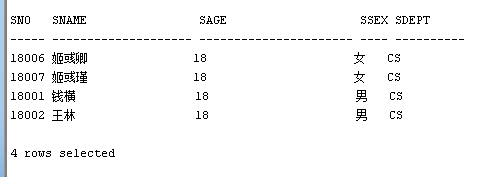 SNO SNAME SAGE SSEX SDEPT
----- -------------------- ---------------------- ---- ----------
18006 姬彧卿 18 女 CS
18007 姬彧瑾 18 女 CS
18001 钱横 18 男 CS
18002 王林 18 男 CS
4 rows selected